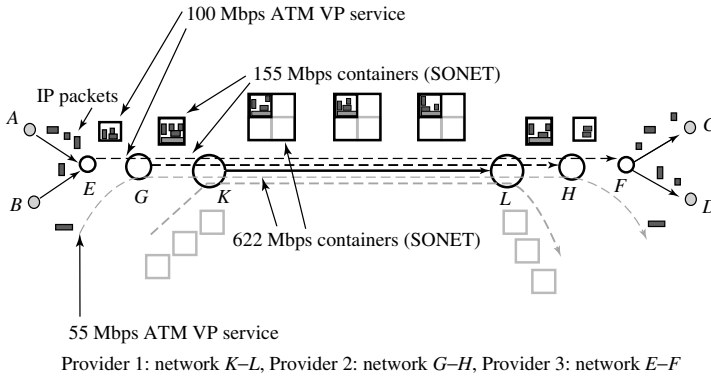 100 Mbps ATM VP service
155 Mbps containers (SONET)
IP packets
A
C
E
G
K
L
H
F
B
D
622 Mbps containers (SONET)
55 Mbps ATM VP service
Provider 1: network K–L, Provider 2: network G–H, Provider 3: network E–F